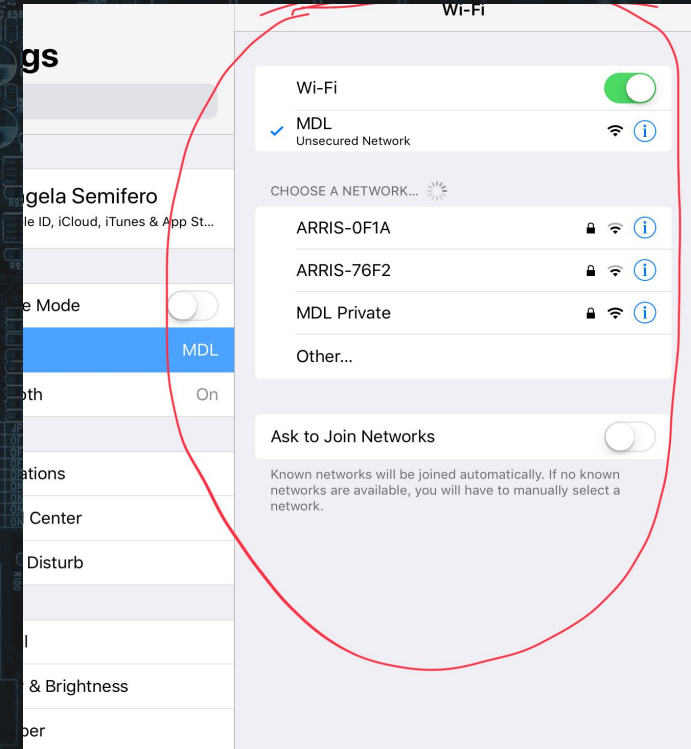 gs
gela Semifero
le ID, iCloud, iTunes & App St...
e Mode
MDL
oth
On
ations
Center
Disturb
l
& Brightness
per
Wi-Fi
Wi-Fi
MDL
Unsecured Network
CHOOSE A NETWORK...
ARRIS-0F1A
ARRIS-76F2
MDL Private
Other...
Ask to Join Networks
Known networks will be joined automatically. If no known
networks are available, you will have to manually select a
network.